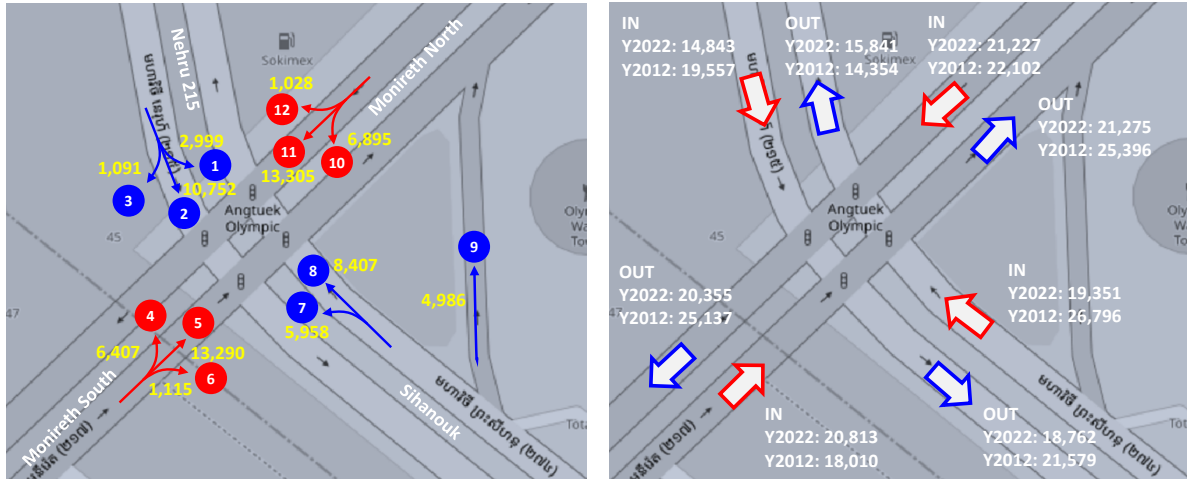 Nehru 215
Sokimex
Monireth North
1,028
12
2,999
1
11
13,305
10
6,895
1,091
3
10,752
2
Angtuek
Olympic
45
9
8
8,407
7
5,958
4,986
47
4
5
6,407
13,290
6
1,115
Monireth South
Sihanouk
IN
Y2022: 14,843
Y2012: 19,557
OUT
Y2022: 15,841
Y2012: 14,354
Sokimex
IN
Y2022: 21,227
Y2012: 22,102
OUT
Y2022: 21,275
Y2012: 25,396
Angtuek
Olympic
45
OUT
Y2022: 20,355
Y2012: 25,137
IN
Y2022: 19,351
Y2012: 26,796
47
IN
Y2022: 20,813
Y2012: 18,010
OUT
Y2022: 18,762
Y2012: 21,579